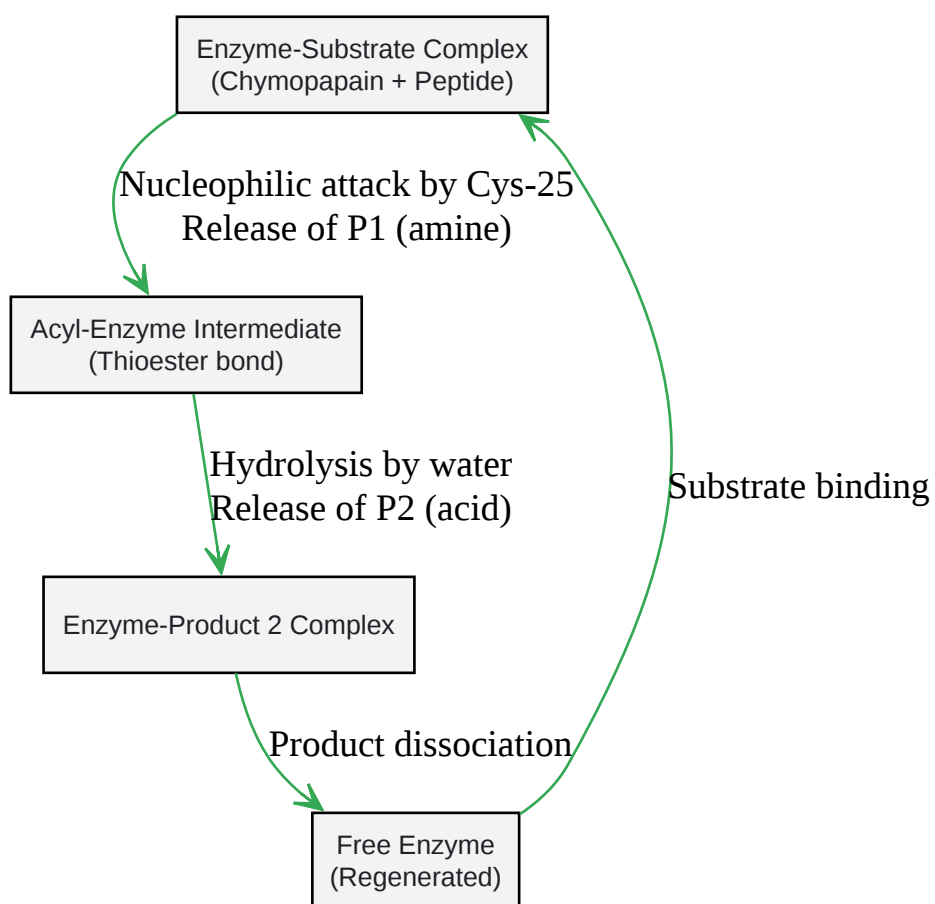 Enzyme-Substrate Complex
(Chymopapain + Peptide)
Nucleophilic attack by Cys-25
Release of P1 (amine)
Acyl-Enzyme Intermediate
(Thioester bond)
Hydrolysis by water
Release of P2 (acid)
Substrate binding
Enzyme-Product 2 Complex
Product dissociation
Free Enzyme
(Regenerated)